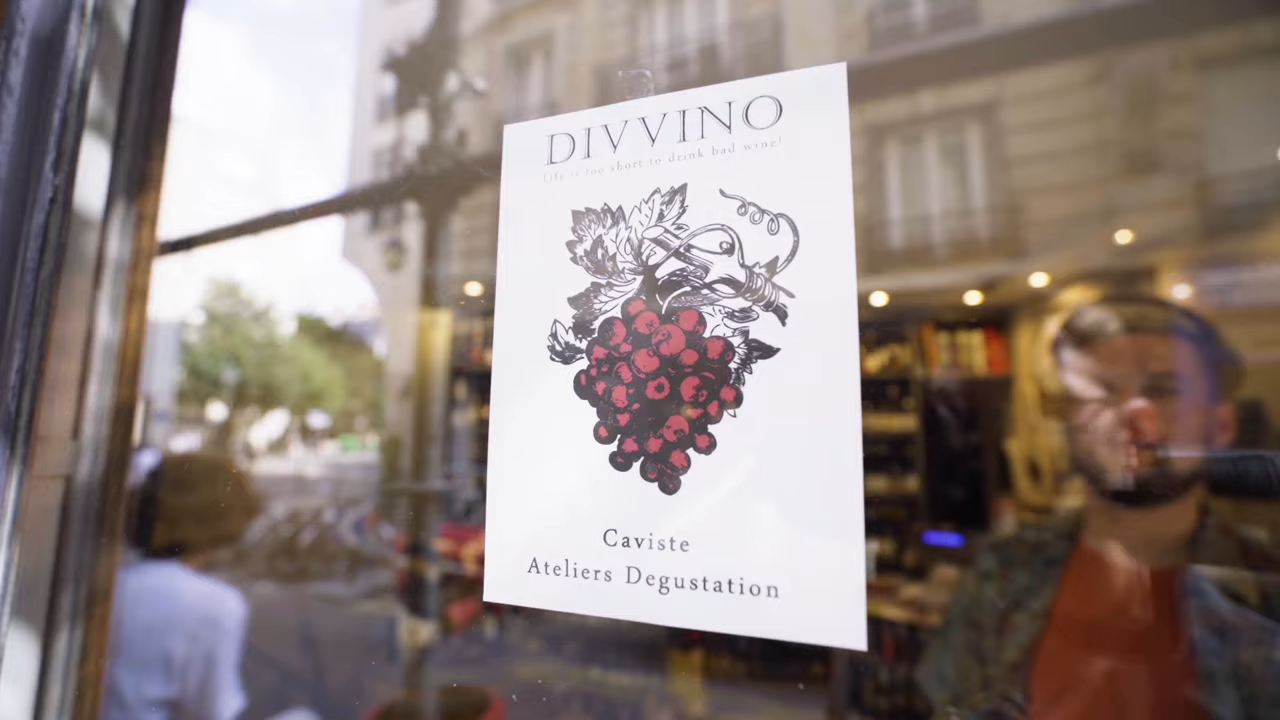 DIVVINO
Life is too short to drink bad wine!
Caviste
Ateliers Degustation